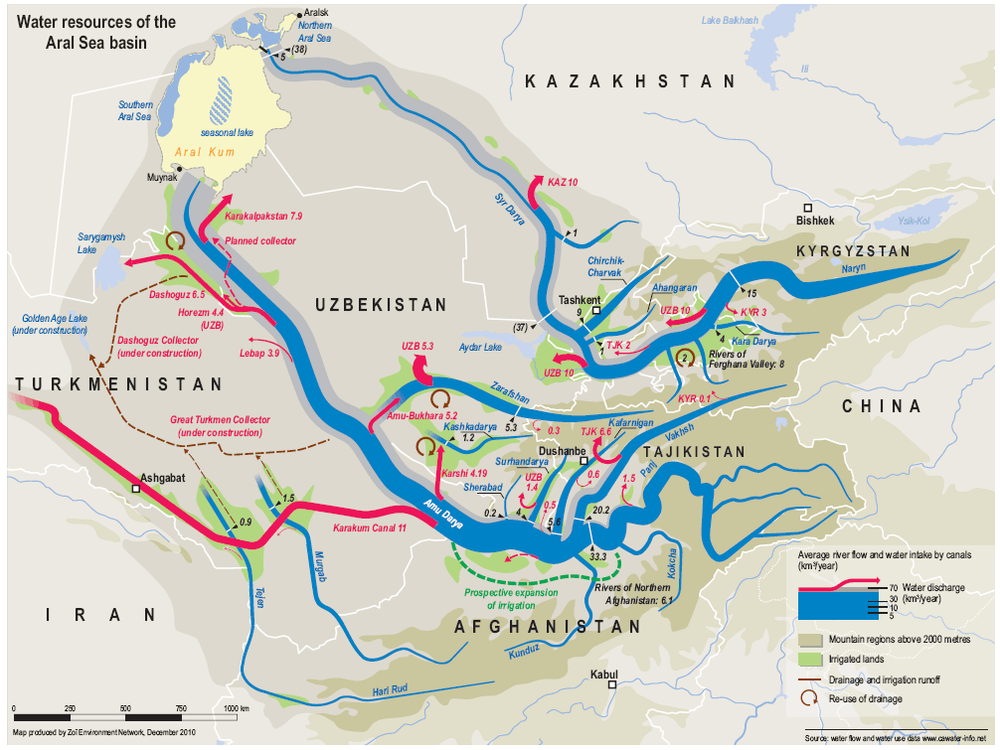 Water resources of the
Aral Sea basin
Aralsk
Northern
Aral Sea
(38)
5
Lake Balkhash
Ili
KAZAKHSTAN
Southern
Aral Sea
seasonal lake
Aral Kum
Muynak
KAZ 10
Syr Darya
1
Bishkek
Ysik-Kol
Karakalpakstan 7.9
Planned collector
Sarygamysh
Lake
KYRGYZSTAN
Naryn
Chirchik-
Charvak
Ahangaran
Tashkent
15
Dashoguz 6.5
Horezm 4.4
(UZB)
UZBEKISTAN
9
UZB 10
KYR 3
Golden Age Lake
(under construction)
Dashoguz Collector
(under construction)
Lebap 3.9
(37)
1
TJK 2
4
Kara Darya
Aydar Lake
UZB 5.3
UZB 10
2
Rivers of
Ferghana Valley: 8
TURKMENISTAN
Zarafshan
KYR 0.1
CHINA
Amu-Bukhara 5.2
5.3
Great Turkmen Collector
(under construction)
Kashkadarya
1.2
0.3
Kafarnigan
TJK 6.6
Vakhsh
Dushanbe
TAJIKISTAN
Surhandarya
Panj
Ashgabat
Karshi 4.19
Sherabad
UZB
1.4
0.6
1.5
1.5
Amu Darya
0.2
4
0.5
5.6
20.2
0.9
Karakum Canal 11
33.3
Murgab
Kokcha
Tejen
Prospective expansion
of irrigation
Rivers of Northern
Afghanistan: 6.1
IRAN
AFGHANISTAN
Kunduz
Kabul
Hari Rud
Average river flow and water intake by canals
(km³/year)
70 Water discharge
30 (km³/year)
10
5
Mountain regions above 2000 metres
Irrigated lands
Drainage and irrigation runoff
Re-use of drainage
0 250 500 750 1000 km
Map produced by Zoï Environment Network, December 2010
Source: water flow and water use data www.cawater-info.net